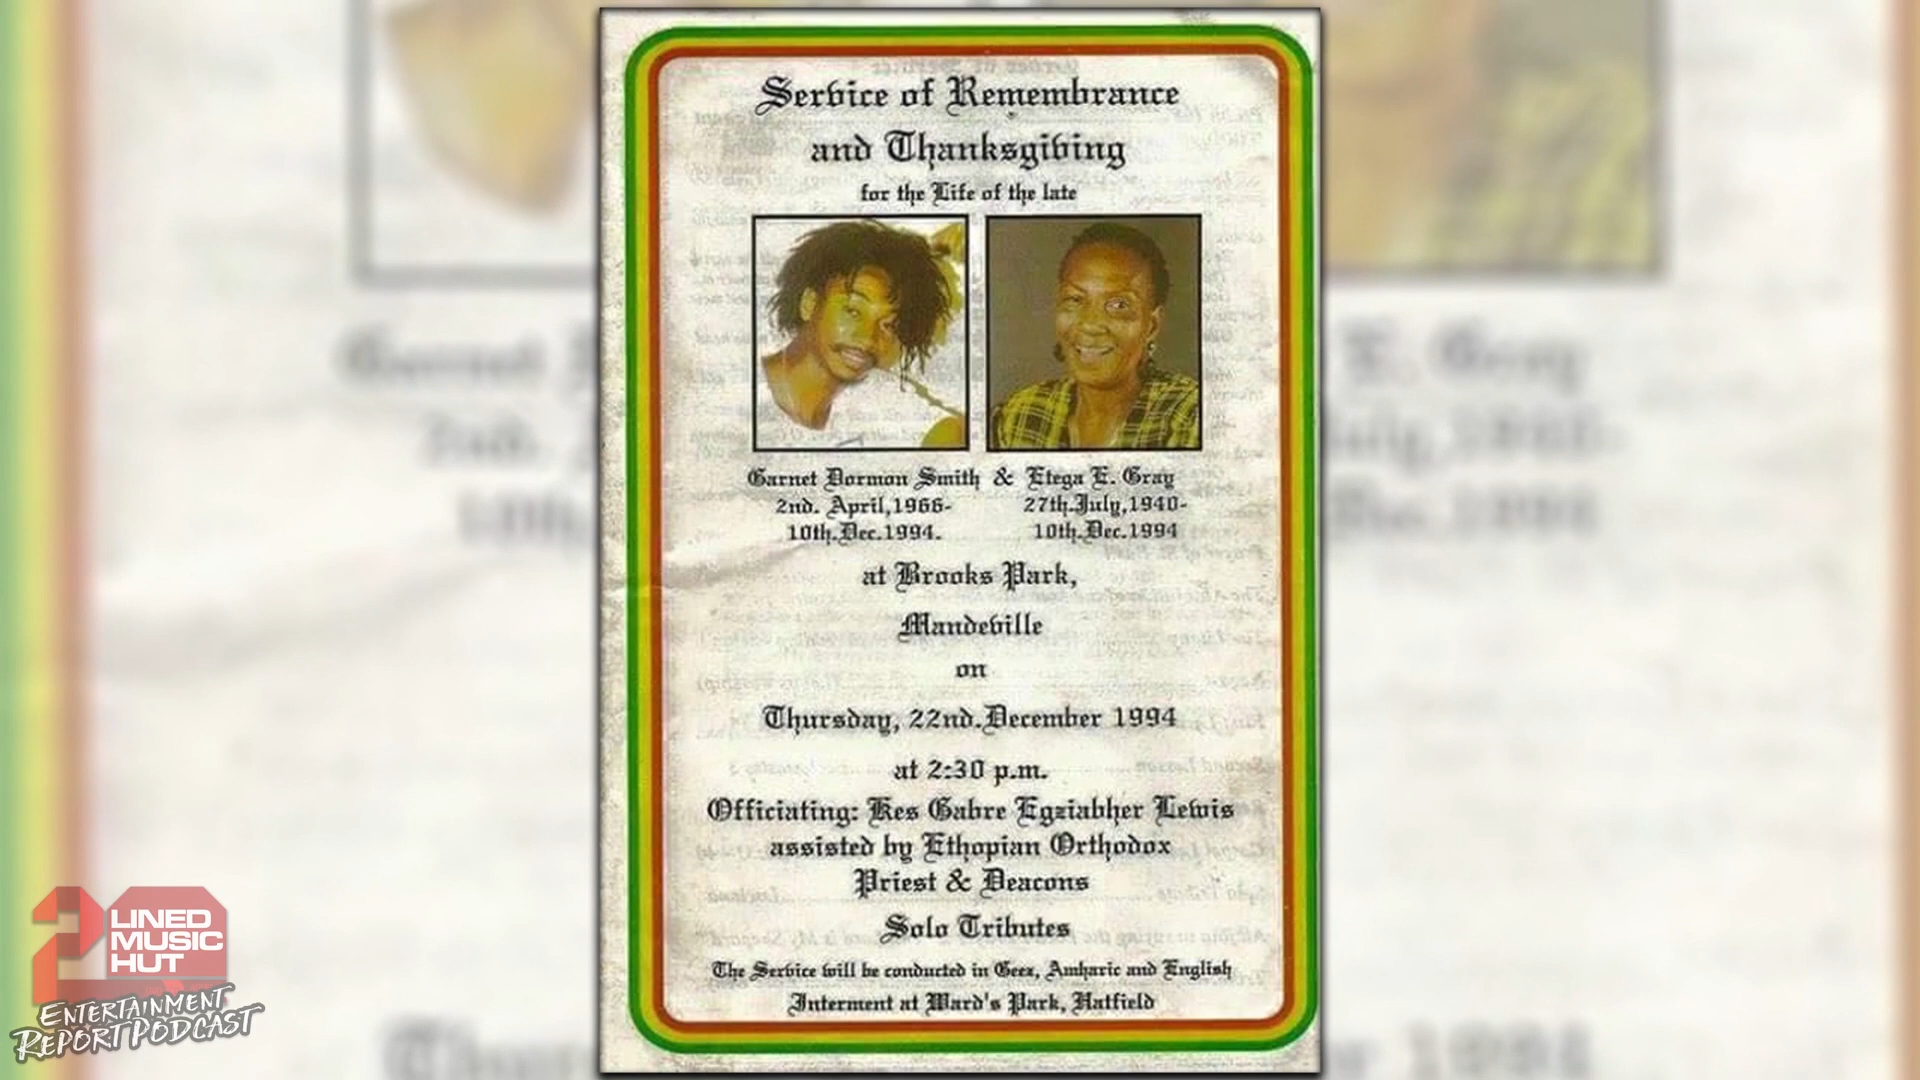 Service of Remembrance
and Thanksgiving
for the Life of the late
Garnet Dormon Smith & Etega E. Gray
2nd. April,1966-
10th.Dec.1994.
27th.July,1940-
10th.Dec.1994
at Brooks Park,
Mandeville
on
Thursday, 22nd.December 1994
at 2:30 p.m.
Officiating: Kes Gabre Egziabher Lewis
assisted by Ethopian Orthodox
Priest & Deacons
Solo Tributes
The Service will be conducted in Geez, Amharic and English
Interment at Ward's Park, Hatfield
2
LINED
MUSIC
HUT
ENTERTAINMENT
REPORT PODCAST